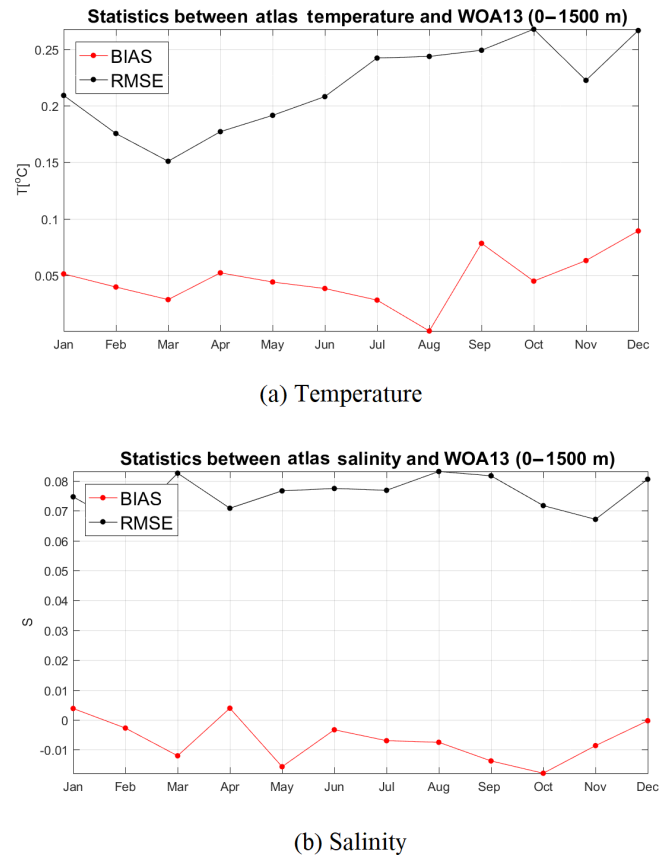 Statistics between atlas temperature and WOA13 (0–1500 m)
BIAS
RMSE
0.25
0.2
0.15
0.1
0.05
T[°C]
Jan Feb Mar Apr May Jun Jul Aug Sep Oct Nov Dec
(a) Temperature
Statistics between atlas salinity and WOA13 (0–1500 m)
BIAS
RMSE
0.08
0.07
0.06
0.05
0.04
0.03
0.02
0.01
0
-0.01
S
Jan Feb Mar Apr May Jun Jul Aug Sep Oct Nov Dec
(b) Salinity